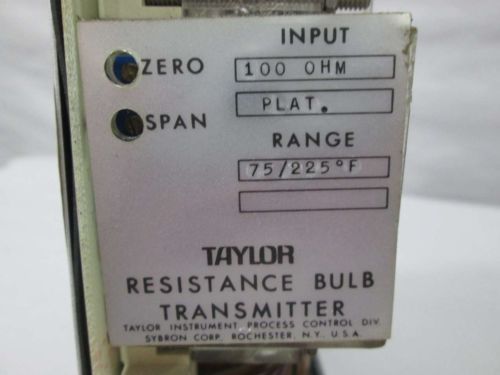 INPUT
ZERO 100 OHM
SPAN PLAT.
RANGE
75/225°F
TAYLOR
RESISTANCE BULB
TRANSMITTER
TAYLOR INSTRUMENT PROCESS CONTROL DIV.
SYBRON CORP. ROCHESTER, N.Y. U.S.A.